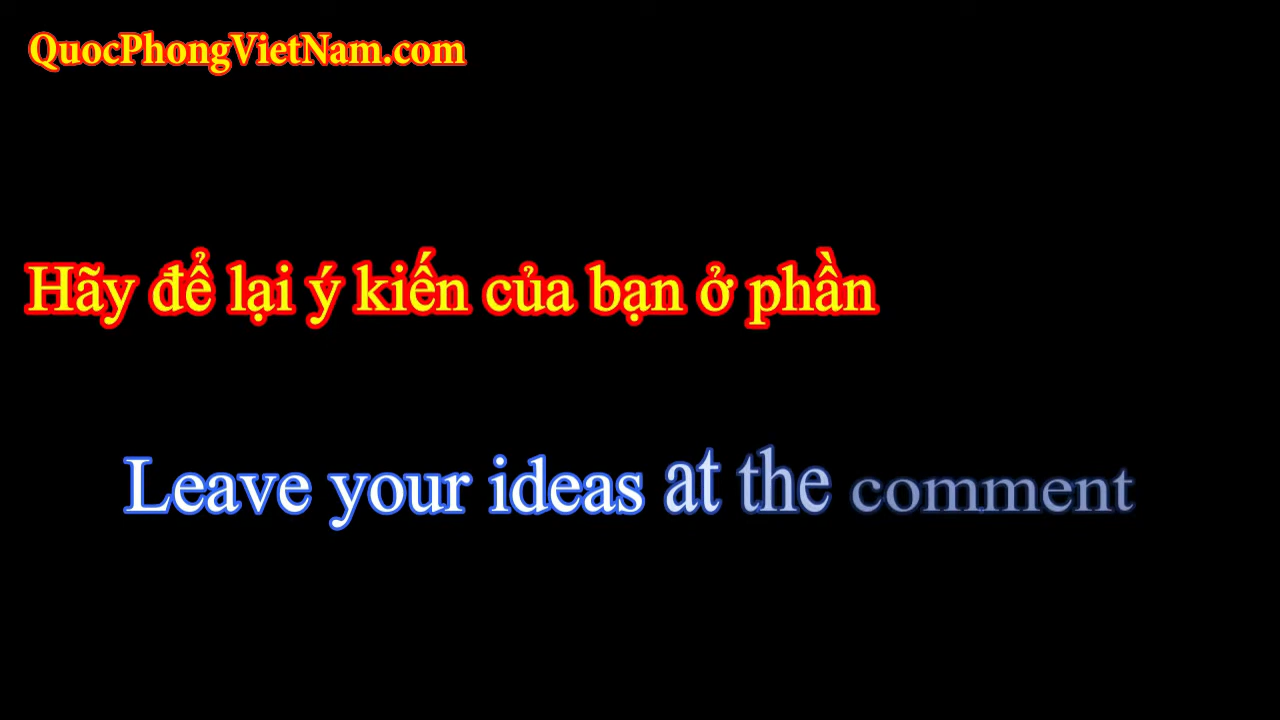 QuocPhongVietNam.com
Hãy để lại ý kiến của bạn ở phần
Leave your ideas at the comment